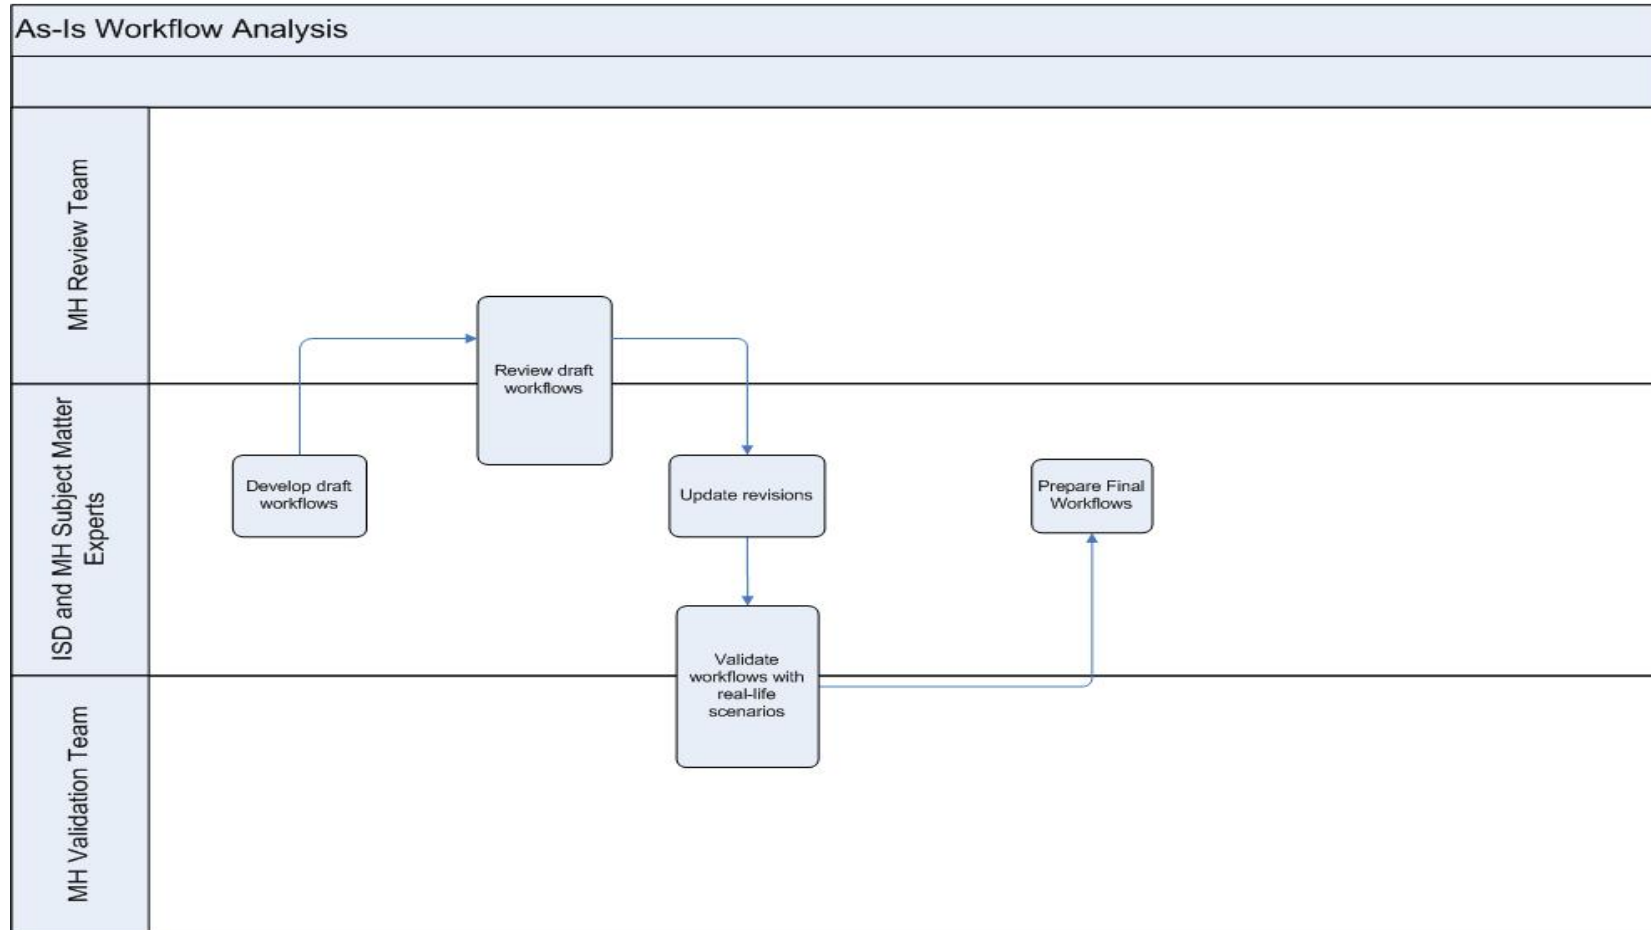 As-Is Workflow Analysis
MH Review Team
Review draft
workflows
ISD and MH Subject Matter
Experts
Develop draft
workflows
Update revisions
Prepare Final
Workflows
Validate
workflows with
real-life
scenarios
MH Validation Team